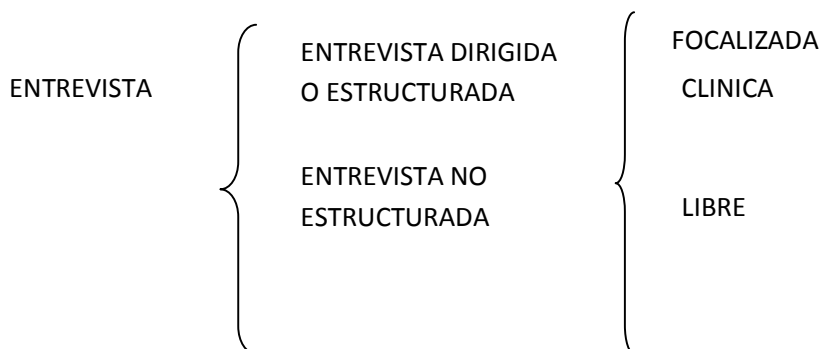 ENTREVISTA
ENTREVISTA DIRIGIDA
O ESTRUCTURADA
ENTREVISTA NO
ESTRUCTURADA
FOCALIZADA
CLINICA
LIBRE